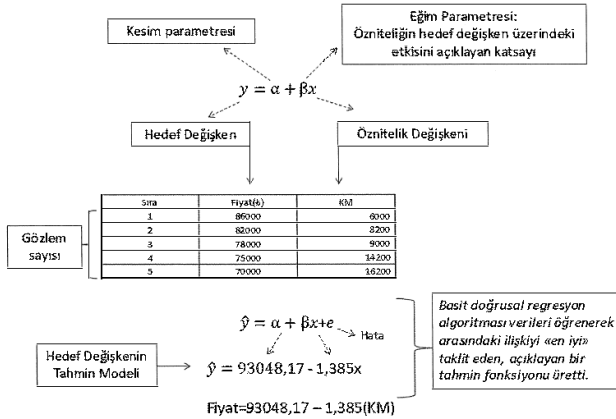 Kesim parametresi
Eğim Parametresi:
Özniteliğin hedef değişken üzerindeki
etkisini açıklayan katsayı
y = α + βx
Hedef Değişken
Öznitelik Değişkeni
Sıra Fiyat(₺) KM
1 86000 6000
2 82000 8200
3 78000 9000
4 75000 14200
5 70000 16200
Gözlem
sayısı
ŷ = α + βx+e
Hata
Hedef Değişkenin
Tahmin Modeli
ŷ = 93048,17 - 1,385x
Fiyat=93048,17 – 1,385(KM)
Basit doğrusal regresyon
algoritması verileri öğrenerek
arasındaki ilişkiyi «en iyi»
taklit eden, açıklayan bir
tahmin fonksiyonu üretti.